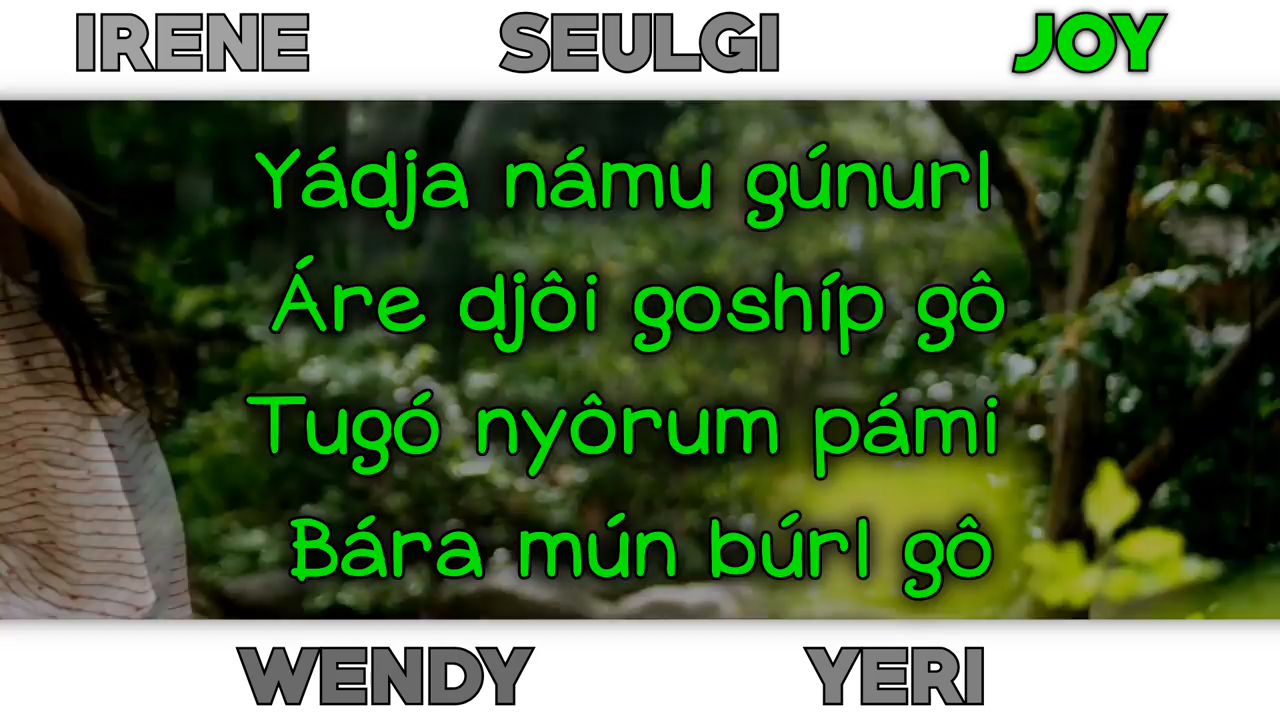 IRENE SEULGI JOY
Yádja námu gúnurl
Áre djôi goshíp gô
Tugó nyôrum pámi
Bára mún búrl gô
WENDY YERI